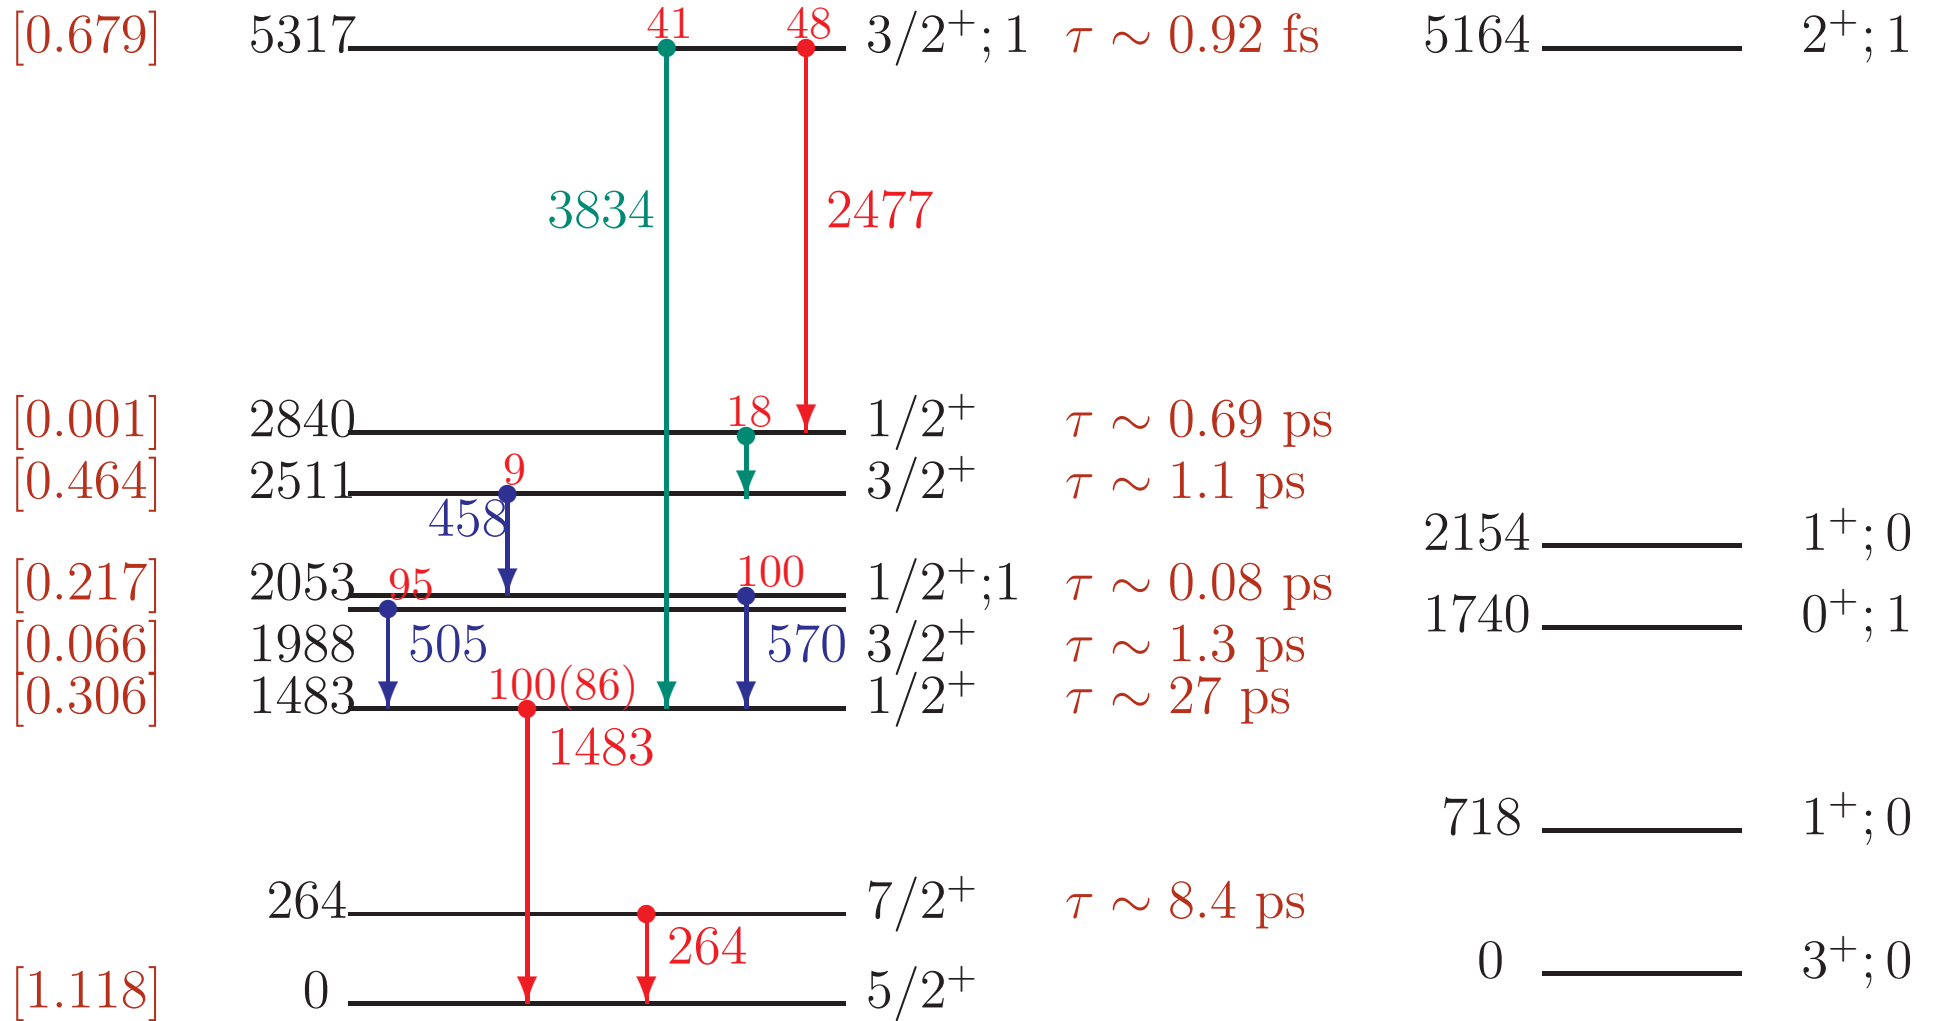 41 48
[0.679] 5317 3/2⁺; 1 τ ∼ 0.92 fs 5164 2⁺; 1
3834 2477
18
[0.001] 2840 1/2⁺ τ ∼ 0.69 ps
9
[0.464] 2511 3/2⁺ τ ∼ 1.1 ps
458
2154 1⁺; 0
95 100
[0.217] 2053 1/2⁺;1 τ ∼ 0.08 ps
1740 0⁺; 1
[0.066] 1988 505 570 3/2⁺ τ ∼ 1.3 ps
100(86)
[0.306] 1483 1/2⁺ τ ∼ 27 ps
1483
718 1⁺; 0
264 7/2⁺ τ ∼ 8.4 ps
264
0 3⁺; 0
[1.118] 0 5/2⁺